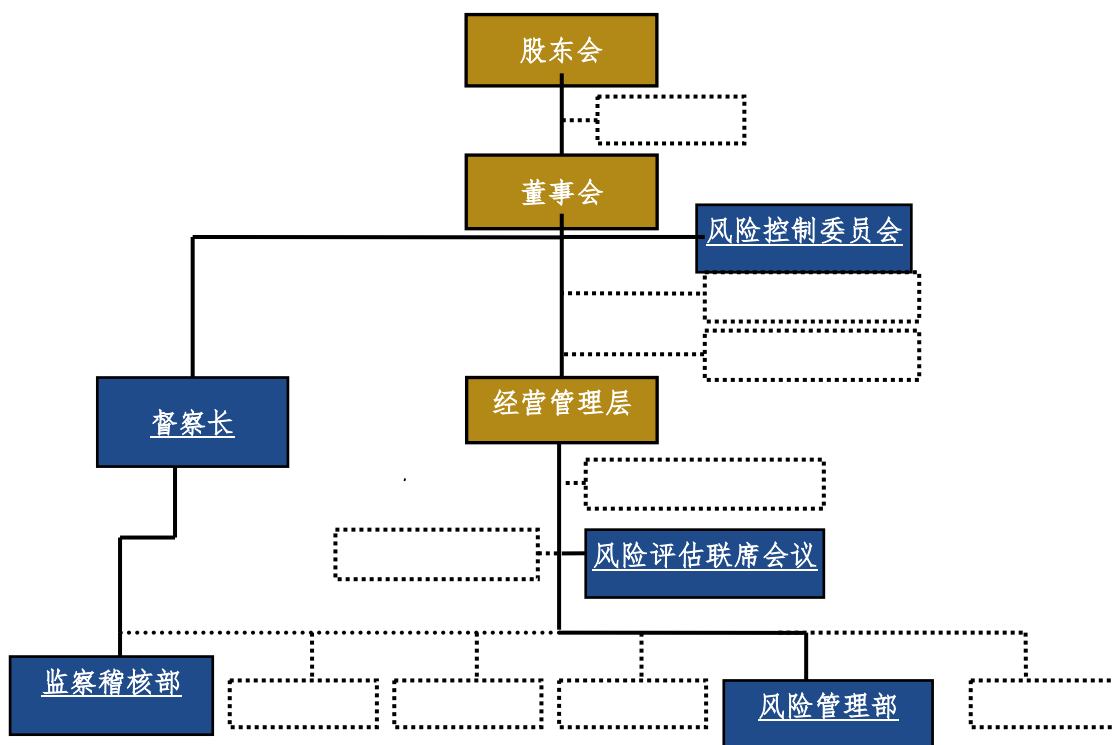 股东会
董事会
风险控制委员会
督察长
经营管理层
风险评估联席会议
监察稽核部
风险管理部